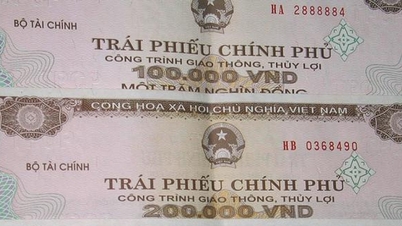 HA 2888884
BỘ TÀI CHÍNH
TRÁI PHIẾU CHÍNH PHỦ
CÔNG TRÌNH GIAO THÔNG, THỦY LỢI
100.000 VND
MỘT TRĂM NGHÌN ĐỒNG
CỘNG HÒA XÃ HỘI CHỦ NGHĨA VIỆT NAM
HB 0368490
BỘ TÀI CHÍNH
TRÁI PHIẾU CHÍNH PHỦ
CÔNG TRÌNH GIAO THÔNG, THỦY LỢI
200.000 VND